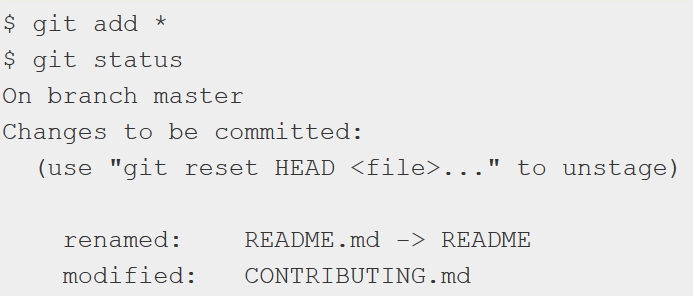 $ git add *
$ git status
On branch master
Changes to be committed:
  (use "git reset HEAD <file>..." to unstage)

    renamed:    README.md -> README
    modified:   CONTRIBUTING.md